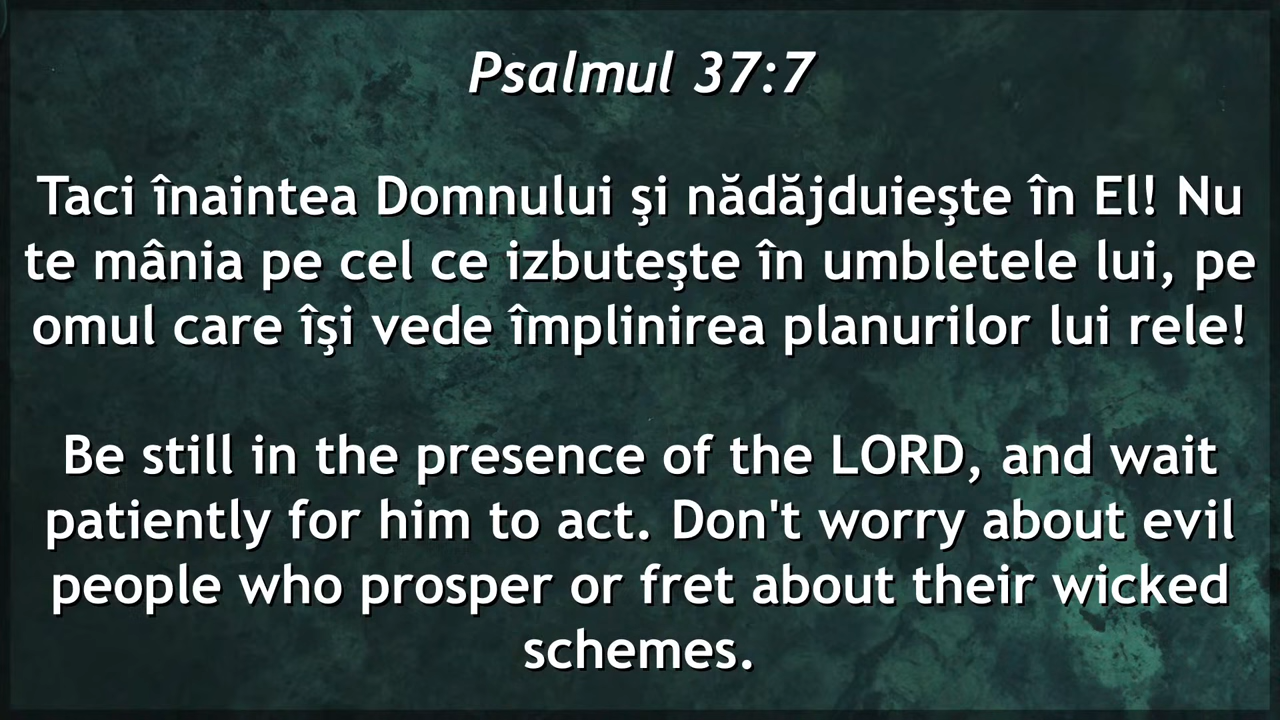 Psalmul 37:7
Taci înaintea Domnului şi nădăjduieşte în El! Nu
te mânia pe cel ce izbuteşte în umbletele lui, pe
omul care îşi vede împlinirea planurilor lui rele!
Be still in the presence of the LORD, and wait
patiently for him to act. Don't worry about evil
people who prosper or fret about their wicked
schemes.